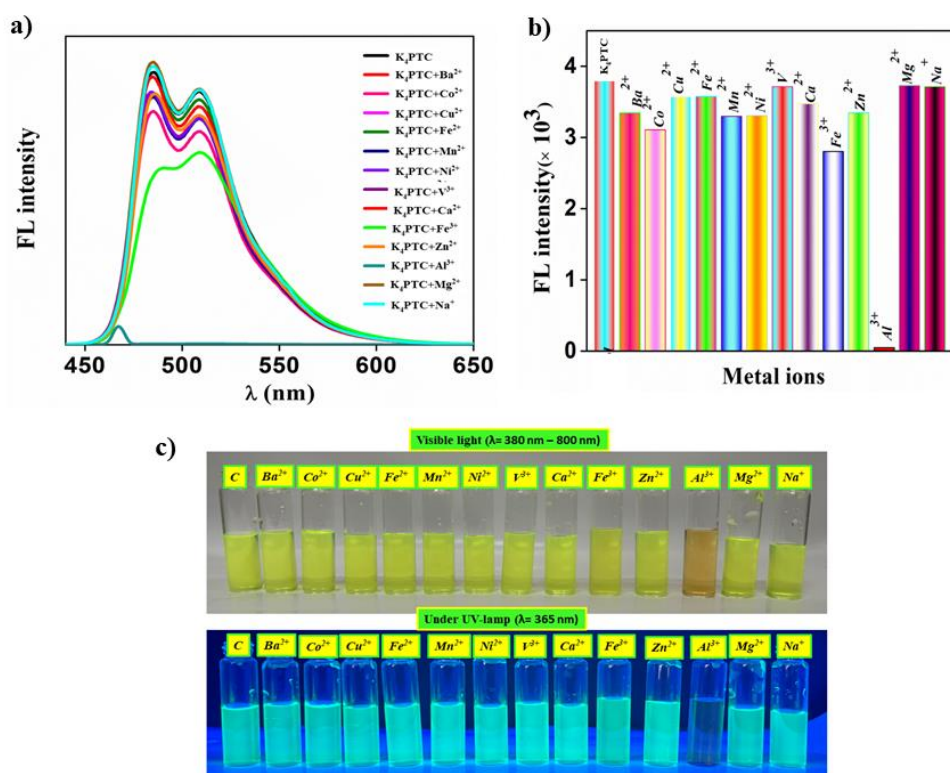 a)
FL intensity
K₄PTC
K₄PTC+Ba²⁺
K₄PTC+Co²⁺
K₄PTC+Cu²⁺
K₄PTC+Fe²⁺
K₄PTC+Mn²⁺
K₄PTC+Ni²⁺
K₄PTC+V³⁺
K₄PTC+Ca²⁺
K₄PTC+Fe³⁺
K₄PTC+Zn²⁺
K₄PTC+Al³⁺
K₄PTC+Mg²⁺
K₄PTC+Na⁺
450 500 550 600 650
λ (nm)
b)
FL intensity(× 10³)
4
3
2
1
0
K₄PTC
Ba²⁺
Co²⁺
Cu²⁺
Fe²⁺
Mn²⁺
Ni²⁺
V³⁺
Ca²⁺
Fe³⁺
Zn²⁺
Al³⁺
Mg²⁺
Na⁺
Metal ions
c)
Visible light (λ= 380 nm – 800 nm)
C Ba²⁺ Co²⁺ Cu²⁺ Fe²⁺ Mn²⁺ Ni²⁺ V³⁺ Ca²⁺ Fe³⁺ Zn²⁺ Al³⁺ Mg²⁺ Na⁺
Under UV-lamp (λ= 365 nm)
C Ba²⁺ Co²⁺ Cu²⁺ Fe²⁺ Mn²⁺ Ni²⁺ V³⁺ Ca²⁺ Fe³⁺ Zn²⁺ Al³⁺ Mg²⁺ Na⁺